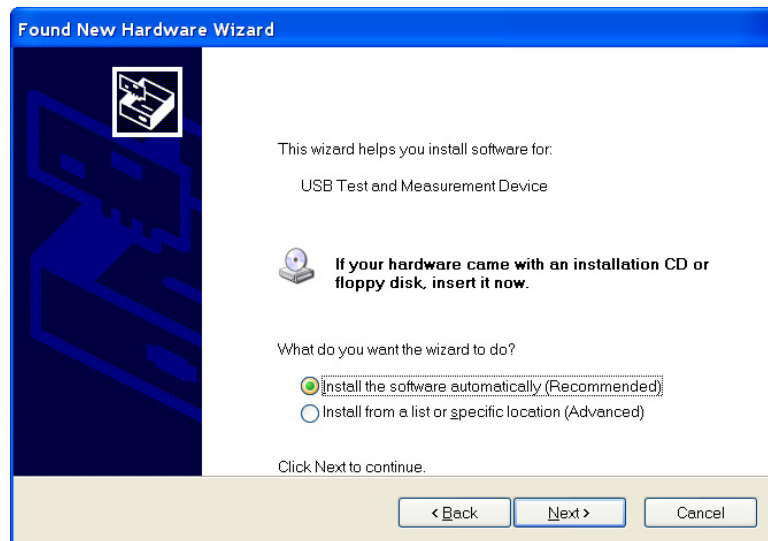 Found New Hardware Wizard
This wizard helps you install software for:
USB Test and Measurement Device
If your hardware came with an installation CD or
floppy disk, insert it now.
What do you want the wizard to do?
Install the software automatically (Recommended)
Install from a list or specific location (Advanced)
Click Next to continue.
< Back
Next >
Cancel